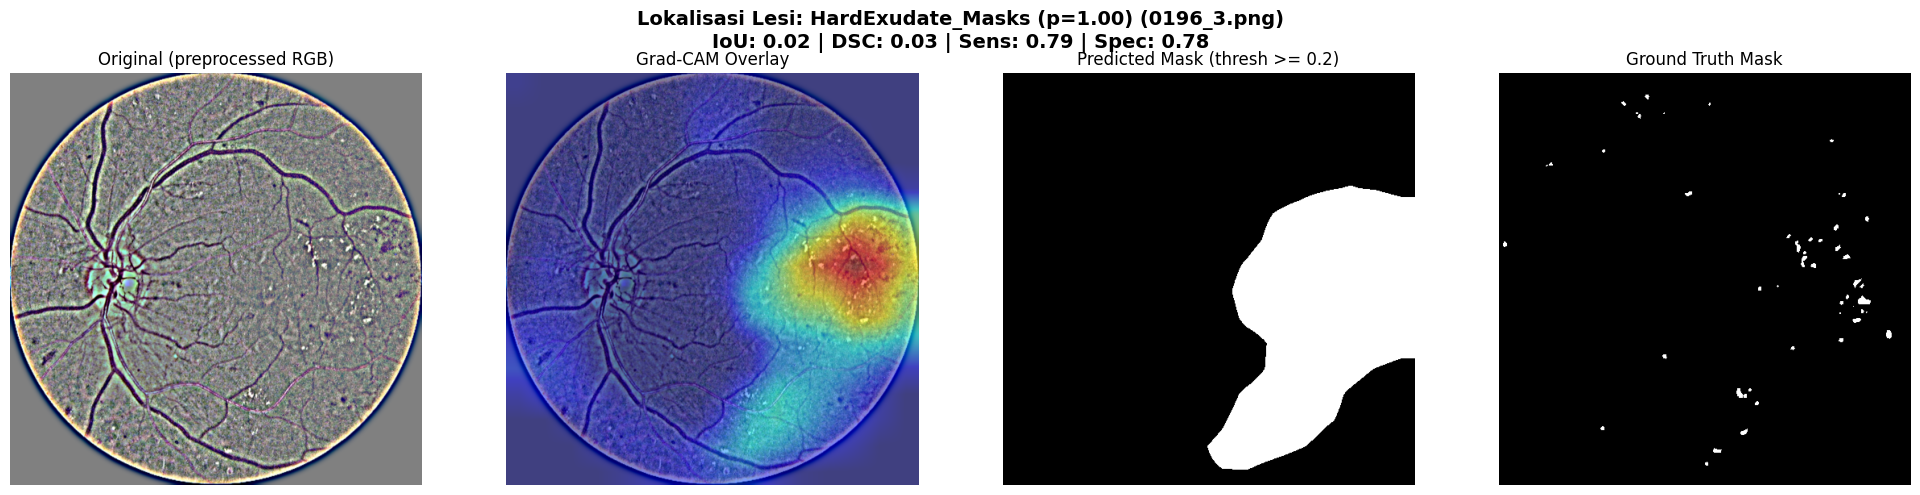 Lokalisasi Lesi: HardExudate_Masks (p=1.00) (0196_3.png)
IoU: 0.02 | DSC: 0.03 | Sens: 0.79 | Spec: 0.78
Original (preprocessed RGB)
Grad-CAM Overlay
Predicted Mask (thresh >= 0.2)
Ground Truth Mask